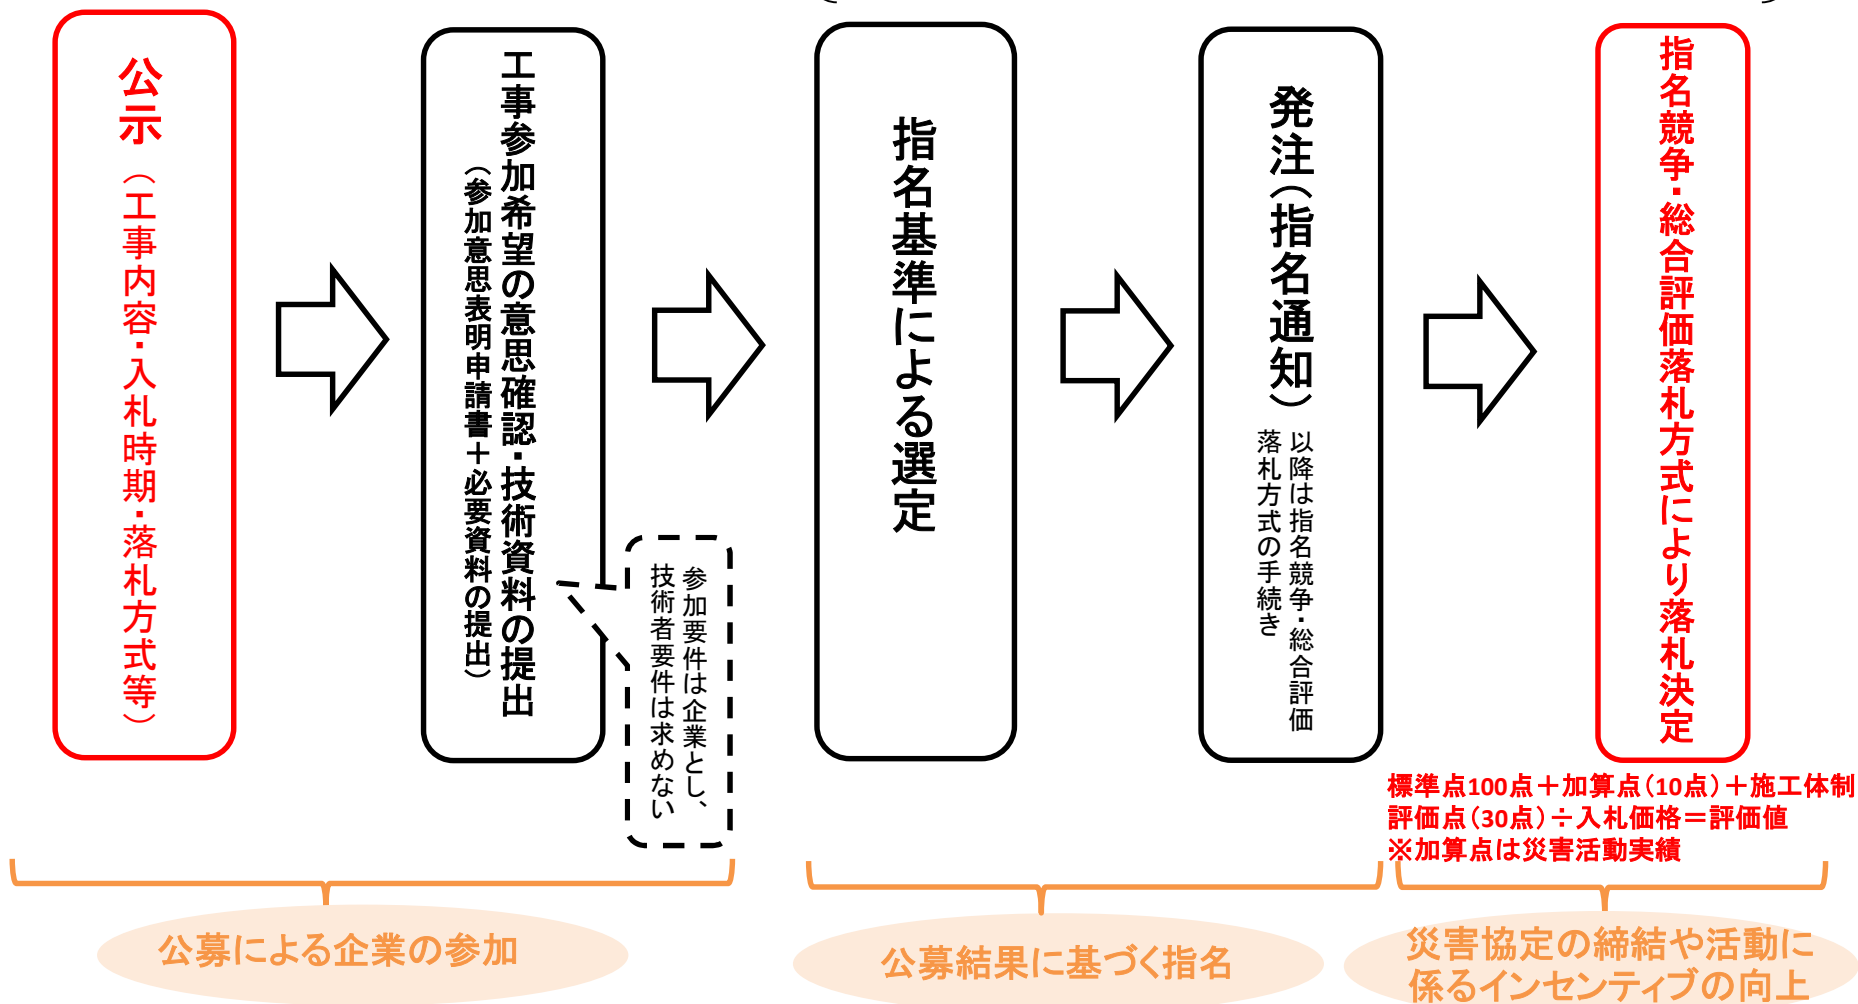 公示（工事内容・入札時期・落札方式等）
工事参加希望の意思確認・技術資料の提出
（参加意思表明申請書＋必要資料の提出）
参加要件は企業とし、
技術者要件は求めない
指名基準による選定
発注（指名通知）
以降は指名競争・総合評価
落札方式の手続き
指名競争・総合評価落札方式により落札決定
標準点100点＋加算点（10点）＋施工体制
評価点（30点）÷入札価格＝評価値
※加算点は災害活動実績
公募による企業の参加
公募結果に基づく指名
災害協定の締結や活動に
係るインセンティブの向上